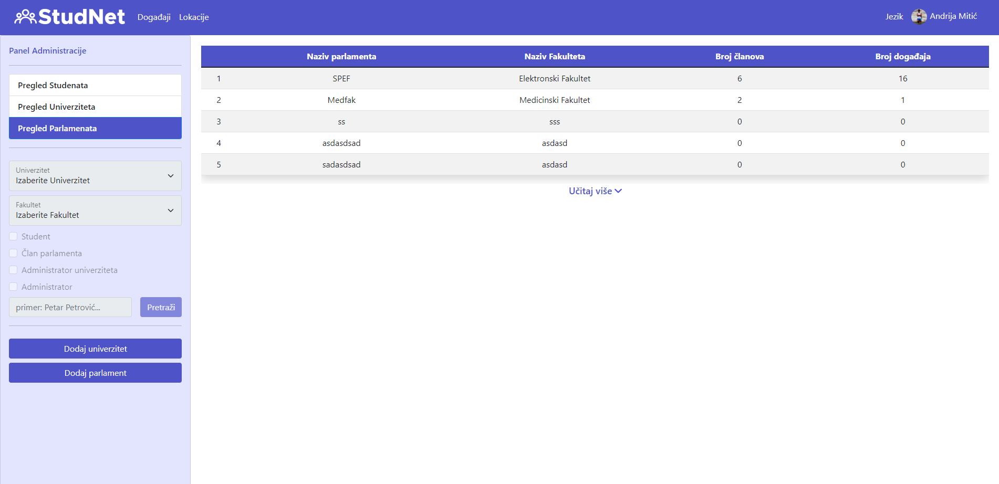 StudNet Događaji Lokacije Jezik Andrija Mitić
Panel Administracije
Pregled Studenata
Pregled Univerziteta
Pregled Parlamenata
Univerzitet
Izaberite Univerzitet
Fakultet
Izaberite Fakultet
Student
Član parlamenta
Administrator univerziteta
Administrator
primer: Petar Petrović... Pretraži
Dodaj univerzitet
Dodaj parlament
Naziv parlamenta Naziv Fakulteta Broj članova Broj događaja
1 SPEF Elektronski Fakultet 6 16
2 Medfak Medicinski Fakultet 2 1
3 ss sss 0 0
4 asdasdsad asdasd 0 0
5 sadasdsad asdasd 0 0
Učitaj više